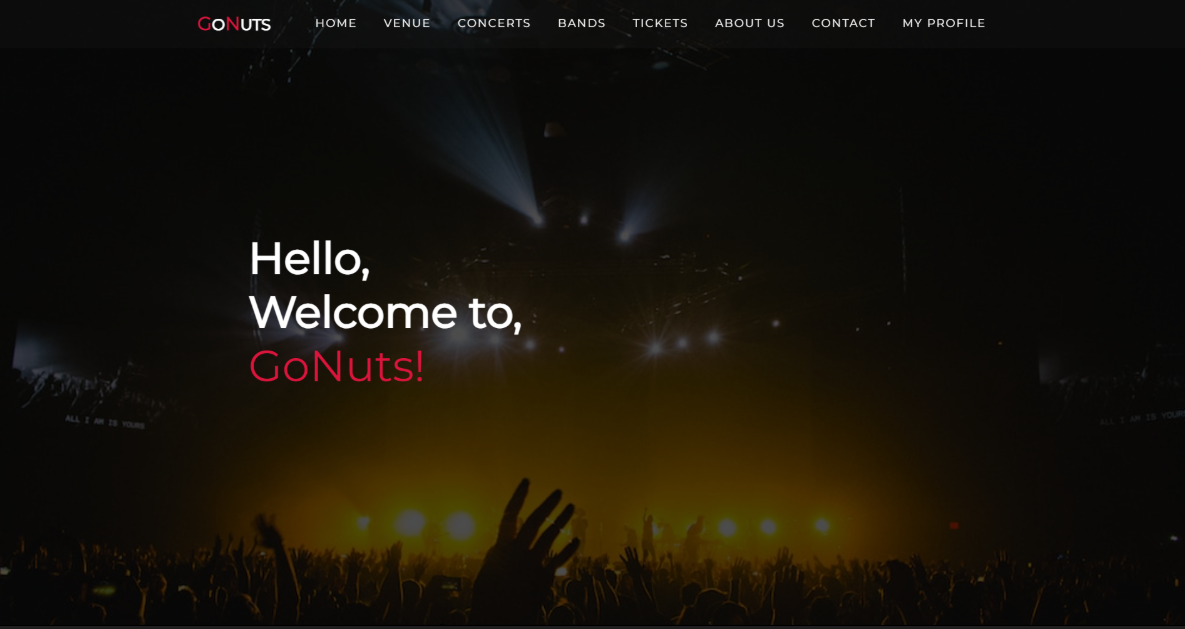 GoNuts HOME VENUE CONCERTS BANDS TICKETS ABOUT US CONTACT MY PROFILE
Hello,
Welcome to,
GoNuts!
ALL I AM IS YOURS
ALL I AM IS YOURS